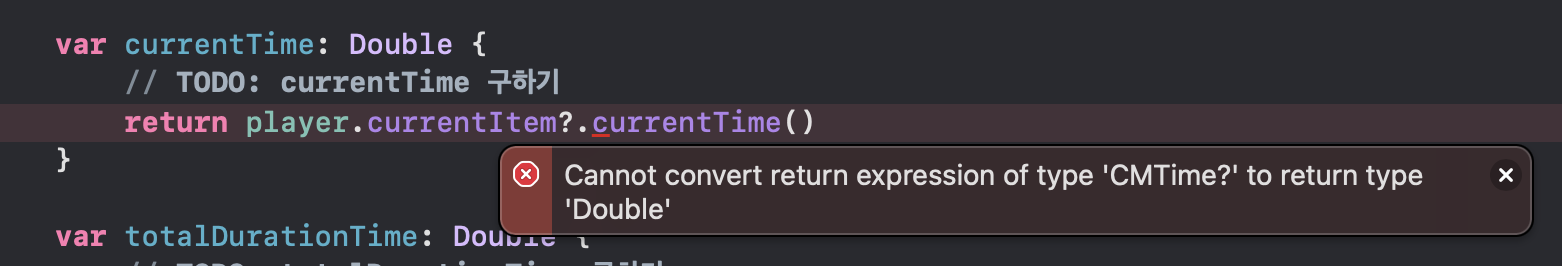 var currentTime: Double {
// TODO: currentTime 구하기
return player.currentItem?.currentTime()
}
Cannot convert return expression of type 'CMTime?' to return type
'Double'
var totalDurationTime: Double {